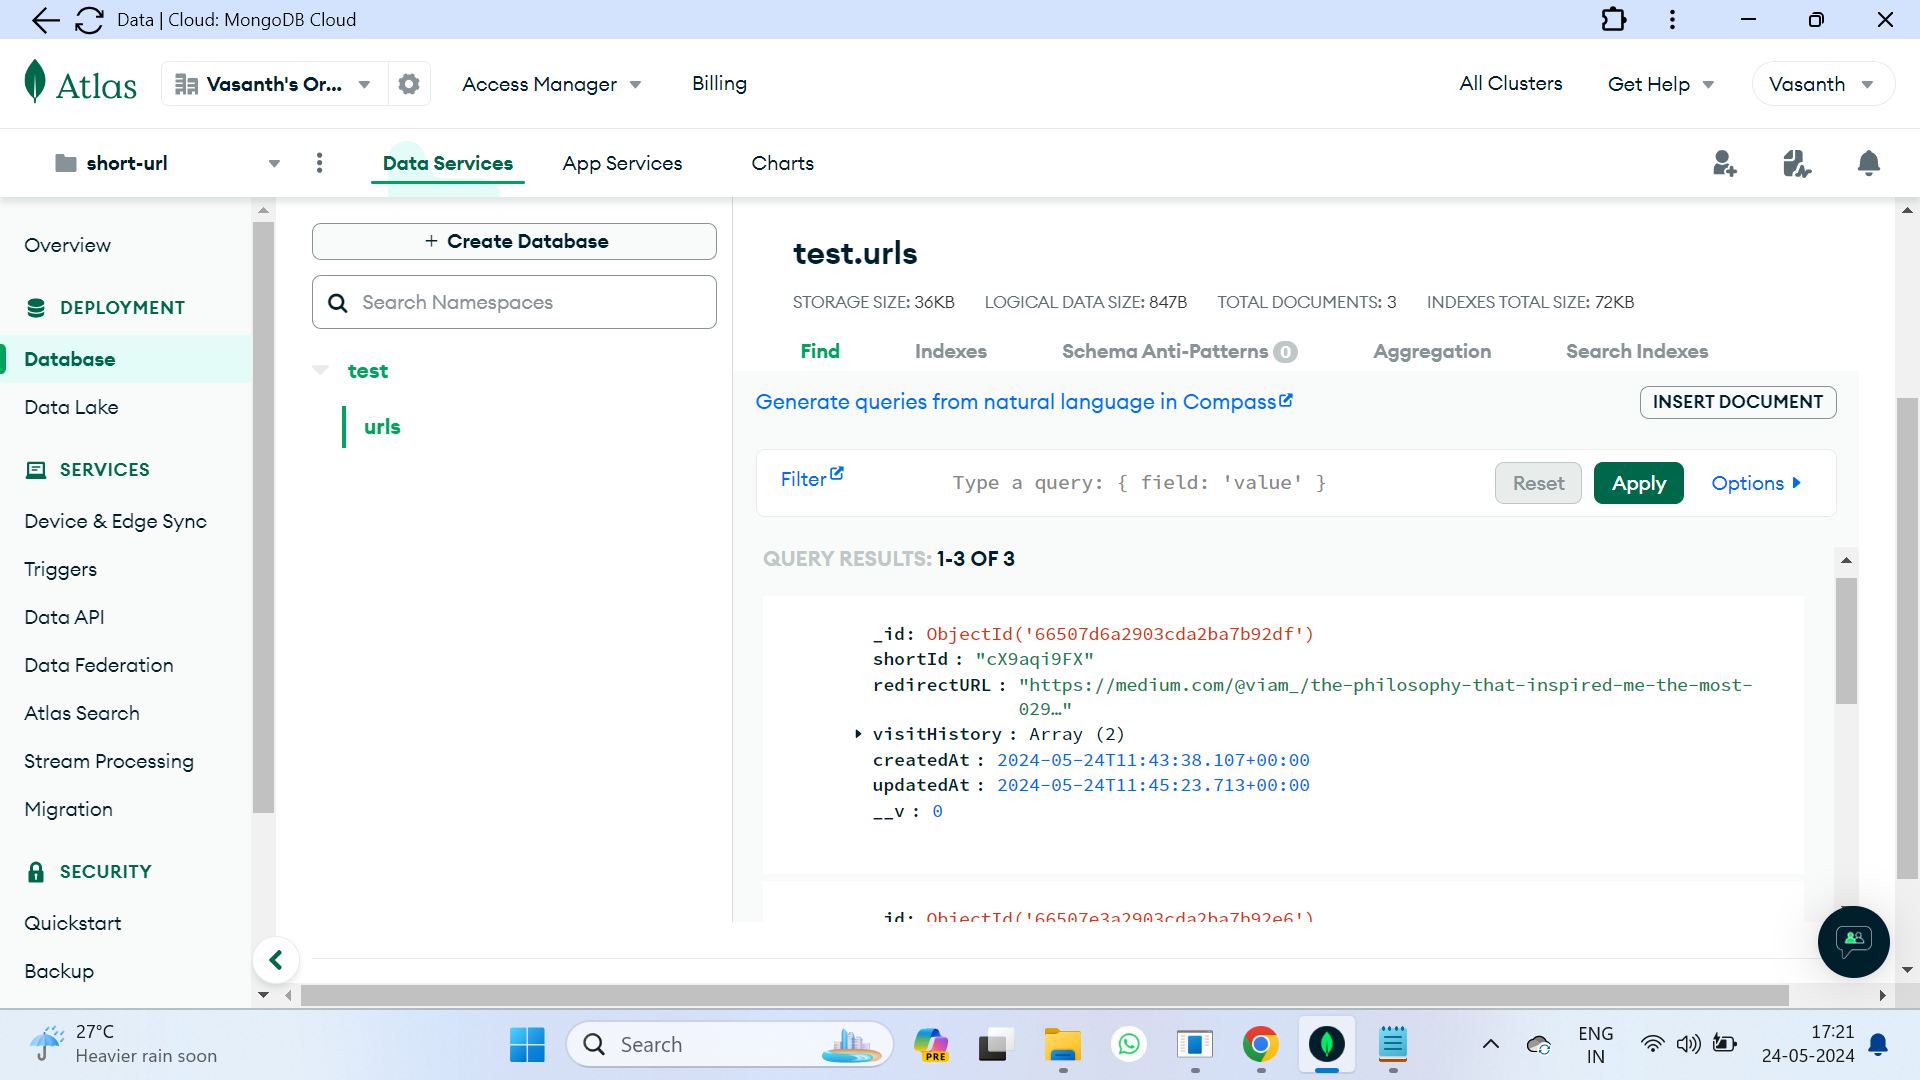 Data | Cloud: MongoDB Cloud
Atlas
Vasanth's Or...
Access Manager
Billing
All Clusters
Get Help
Vasanth
short-url
Data Services
App Services
Charts
Overview
DEPLOYMENT
Database
Data Lake
SERVICES
Device & Edge Sync
Triggers
Data API
Data Federation
Atlas Search
Stream Processing
Migration
SECURITY
Quickstart
Backup
+ Create Database
Search Namespaces
test
urls
test.urls
STORAGE SIZE: 36KB LOGICAL DATA SIZE: 847B TOTAL DOCUMENTS: 3 INDEXES TOTAL SIZE: 72KB
Find Indexes Schema Anti-Patterns 0 Aggregation Search Indexes
Generate queries from natural language in Compass
INSERT DOCUMENT
Filter
Type a query: { field: 'value' }
Reset
Apply
Options
QUERY RESULTS: 1-3 OF 3
_id: ObjectId('66507d6a2903cda2ba7b92df')
shortId : "cX9aqi9FX"
redirectURL : "https://medium.com/@viam_/the-philosophy-that-inspired-me-the-most-
029…"
visitHistory : Array (2)
createdAt : 2024-05-24T11:43:38.107+00:00
updatedAt : 2024-05-24T11:45:23.713+00:00
__v : 0
_id: ObjectId('66507e3a2903cda2ba7b92e6')
27°C
Heavier rain soon
Search
PRE
ENG
IN
17:21
24-05-2024